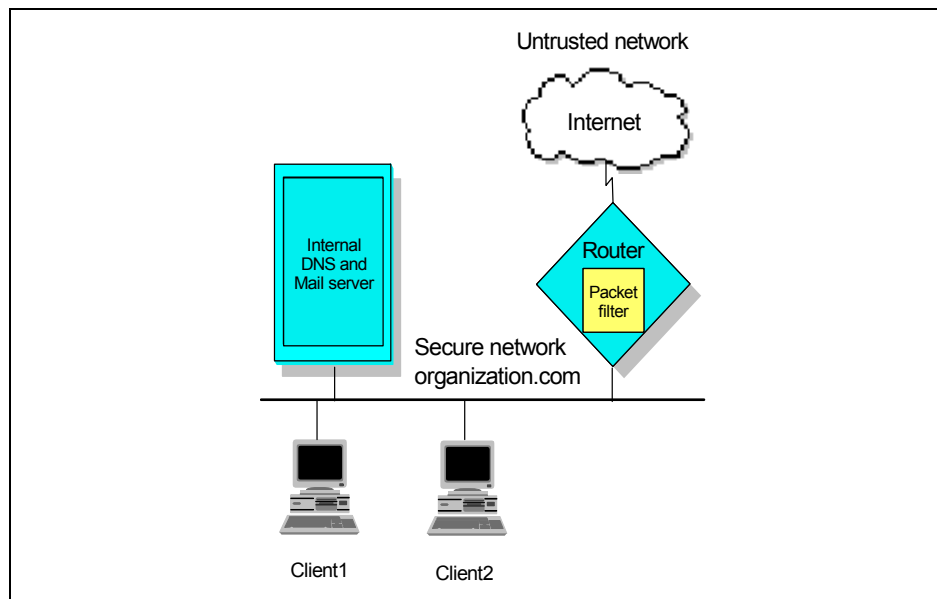 Untrusted network
Internet
Internal
DNS and
Mail server
Router
Packet
filter
Secure network
organization.com
Client1
Client2